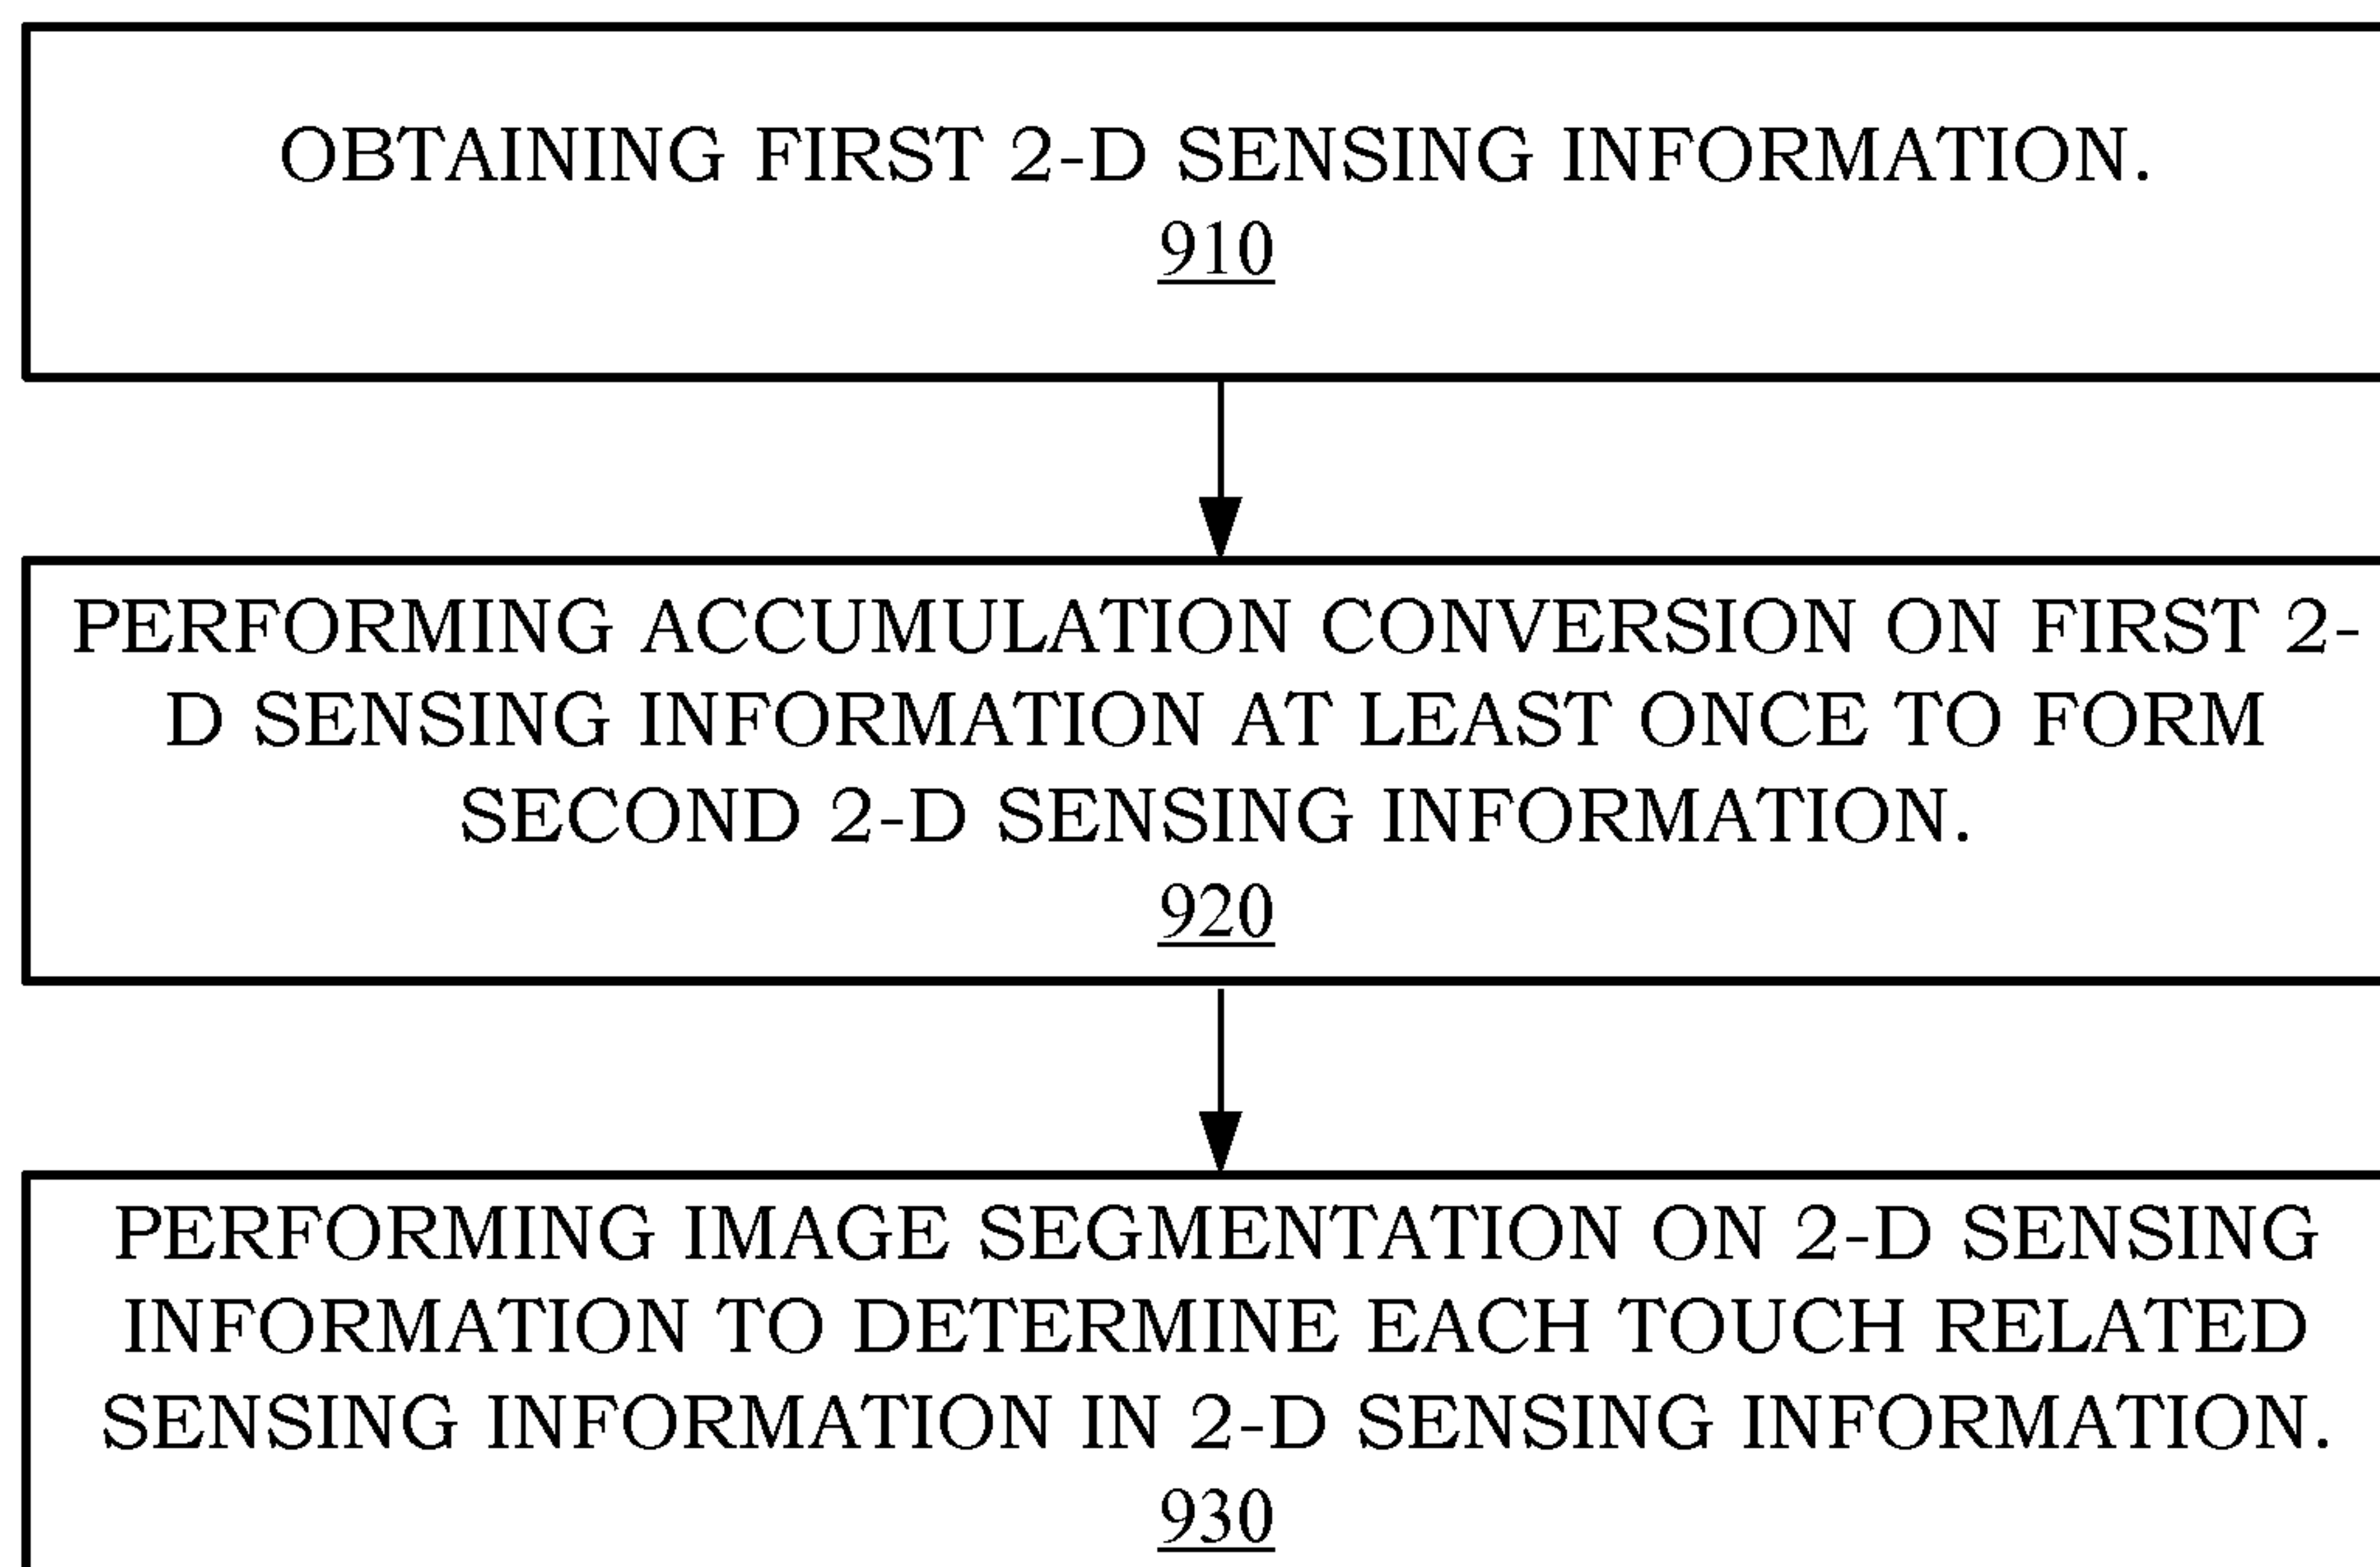 OBTAINING FIRST 2-D SENSING INFORMATION.
910
PERFORMING ACCUMULATION CONVERSION ON FIRST 2-
D SENSING INFORMATION AT LEAST ONCE TO FORM
SECOND 2-D SENSING INFORMATION.
920
PERFORMING IMAGE SEGMENTATION ON 2-D SENSING
INFORMATION TO DETERMINE EACH TOUCH RELATED
SENSING INFORMATION IN 2-D SENSING INFORMATION.
930